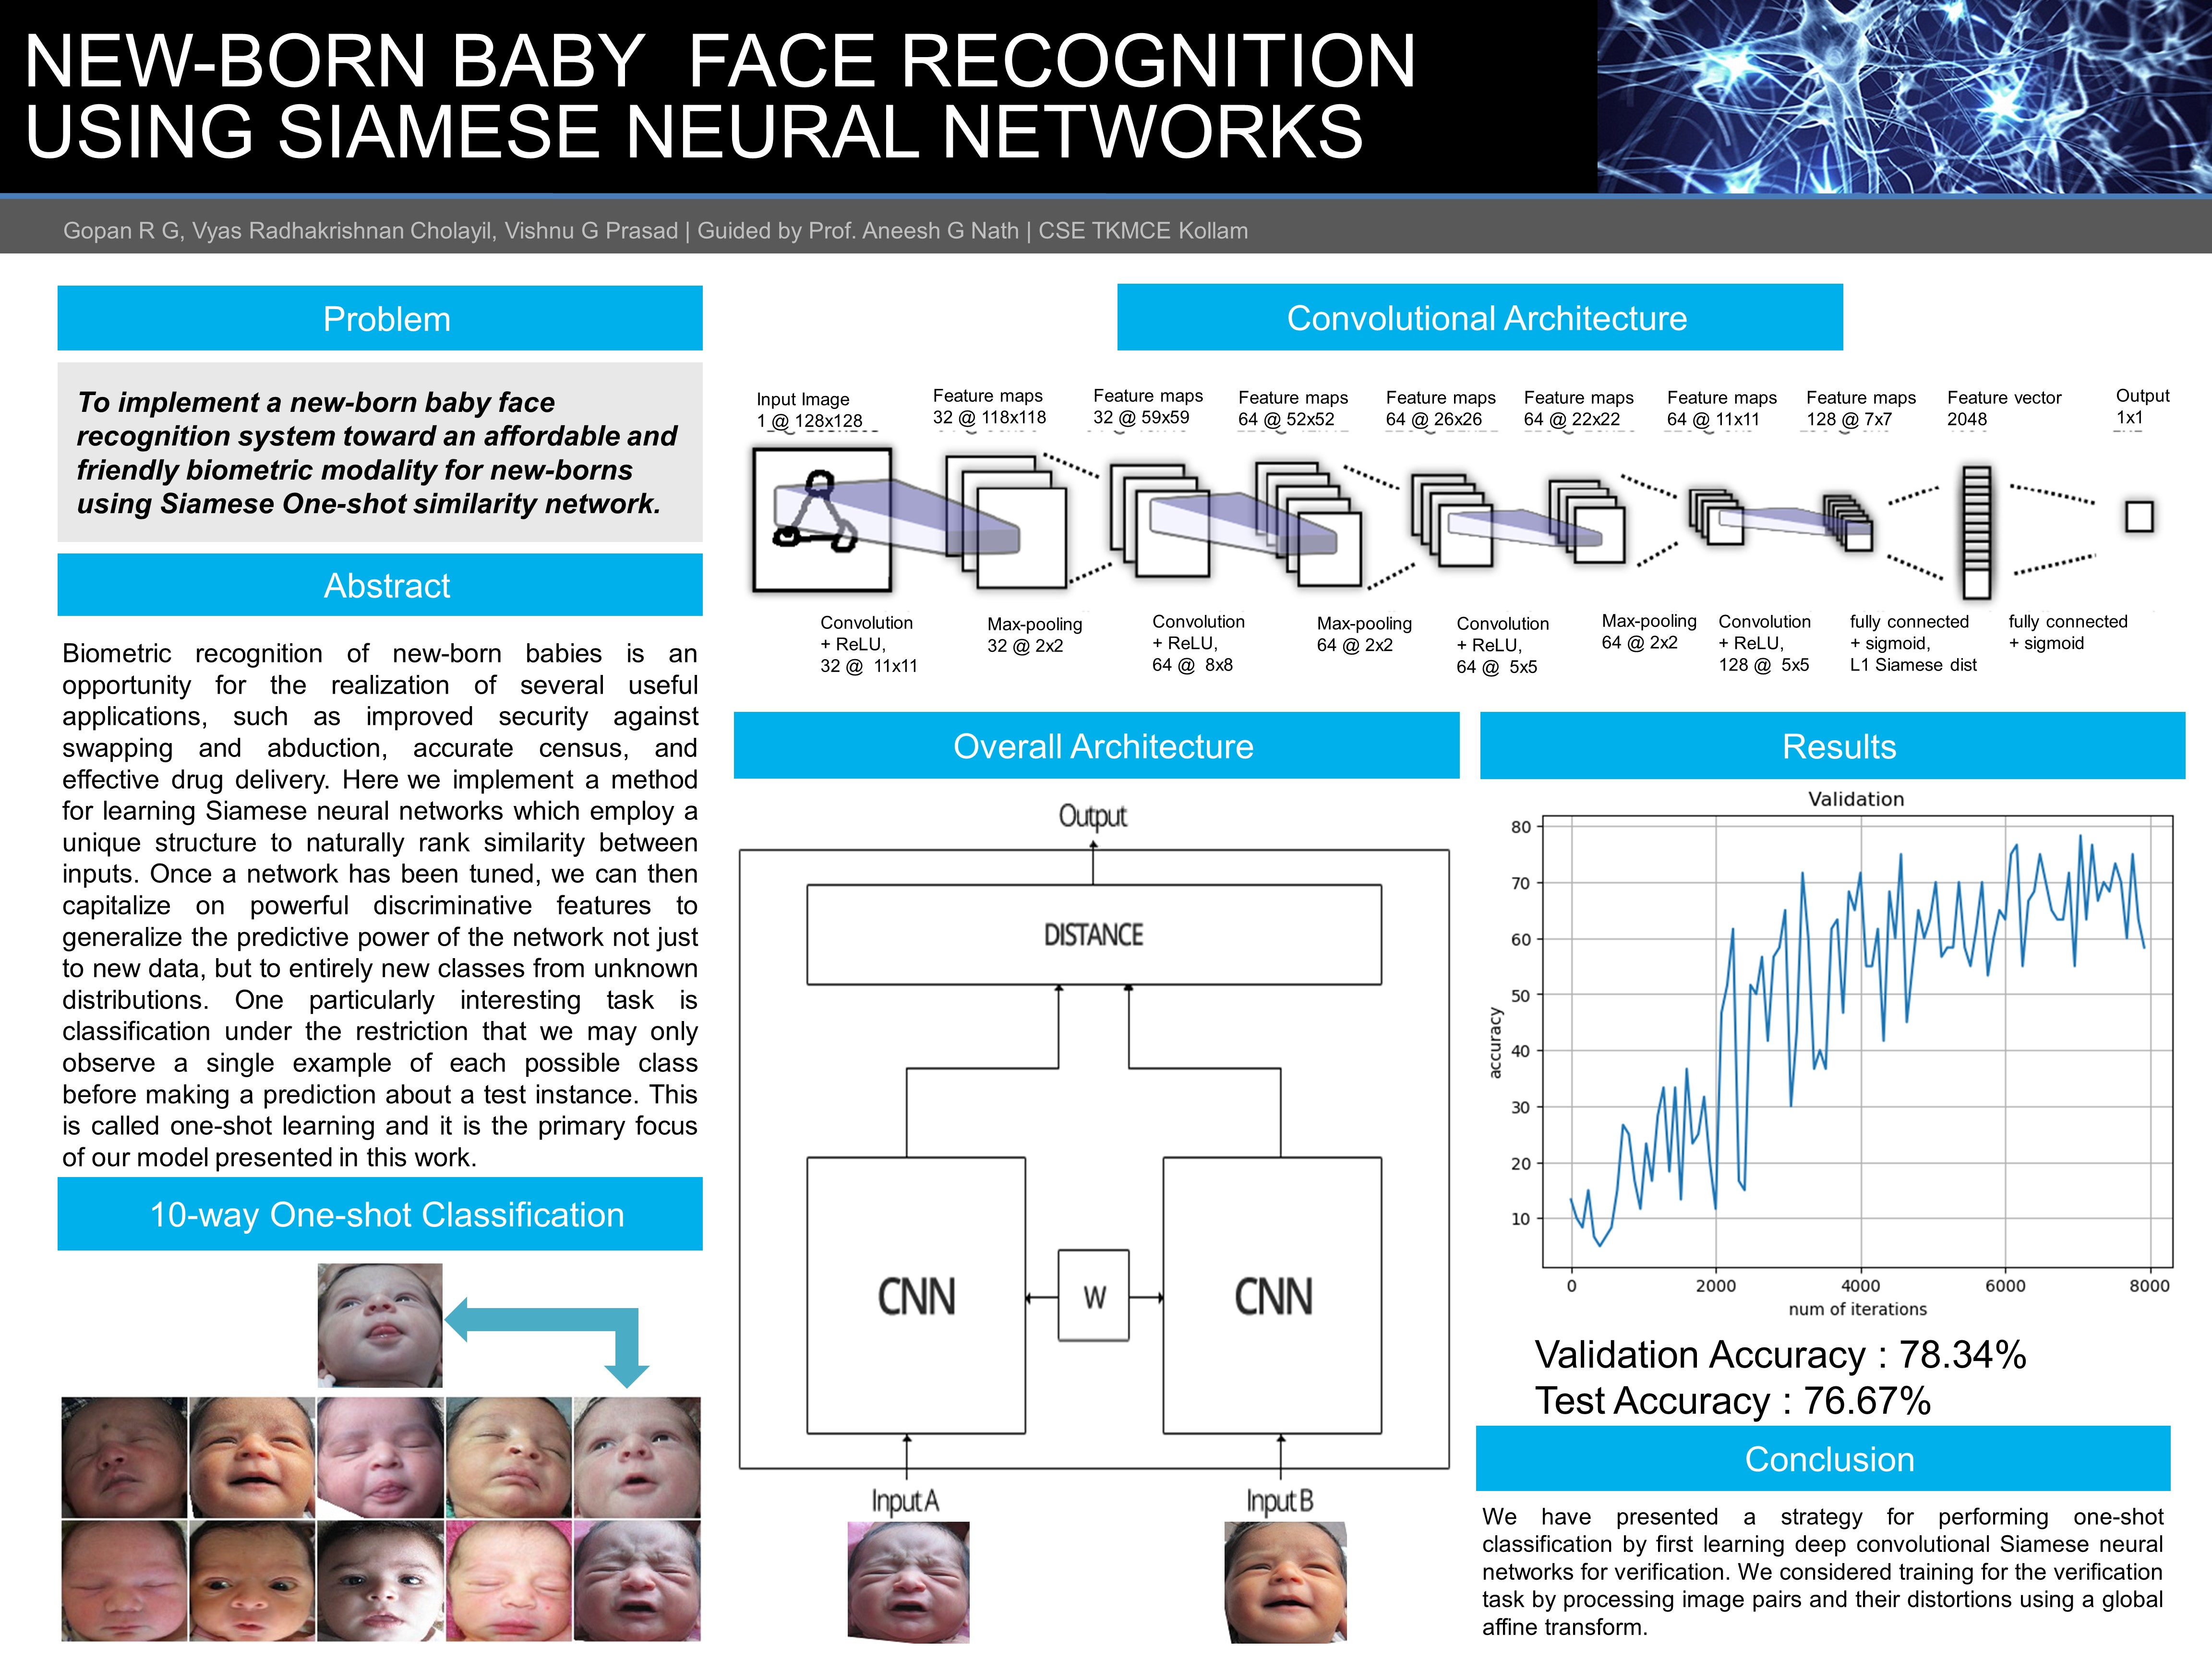 NEW-BORN BABY FACE RECOGNITION
USING SIAMESE NEURAL NETWORKS
Gopan R G, Vyas Radhakrishnan Cholayil, Vishnu G Prasad | Guided by Prof. Aneesh G Nath | CSE TKMCE Kollam
Problem
To implement a new-born baby face
recognition system toward an affordable and
friendly biometric modality for new-borns
using Siamese One-shot similarity network.
Abstract
Biometric recognition of new-born babies is an
opportunity for the realization of several useful
applications, such as improved security against
swapping and abduction, accurate census, and
effective drug delivery. Here we implement a method
for learning Siamese neural networks which employ a
unique structure to naturally rank similarity between
inputs. Once a network has been tuned, we can then
capitalize on powerful discriminative features to
generalize the predictive power of the network not just
to new data, but to entirely new classes from unknown
distributions. One particularly interesting task is
classification under the restriction that we may only
observe a single example of each possible class
before making a prediction about a test instance. This
is called one-shot learning and it is the primary focus
of our model presented in this work.
10-way One-shot Classification
Convolutional Architecture
Input Image
1 @ 128x128
Feature maps
32 @ 118x118
Feature maps
32 @ 59x59
Feature maps
64 @ 52x52
Feature maps
64 @ 26x26
Feature maps
64 @ 22x22
Feature maps
64 @ 11x11
Feature maps
128 @ 7x7
Feature vector
2048
Output
1x1
Convolution
+ ReLU,
32 @ 11x11
Max-pooling
32 @ 2x2
Convolution
+ ReLU,
64 @ 8x8
Max-pooling
64 @ 2x2
Convolution
+ ReLU,
64 @ 5x5
Max-pooling
64 @ 2x2
Convolution
+ ReLU,
128 @ 5x5
fully connected
+ sigmoid,
L1 Siamese dist
fully connected
+ sigmoid
Overall Architecture
Output
DISTANCE
CNN
W
CNN
Input A
Input B
Results
Validation
80
70
60
50
40
30
20
10
accuracy
0
2000
4000
6000
8000
num of iterations
Validation Accuracy : 78.34%
Test Accuracy : 76.67%
Conclusion
We have presented a strategy for performing one-shot
classification by first learning deep convolutional Siamese neural
networks for verification. We considered training for the verification
task by processing image pairs and their distortions using a global
affine transform.